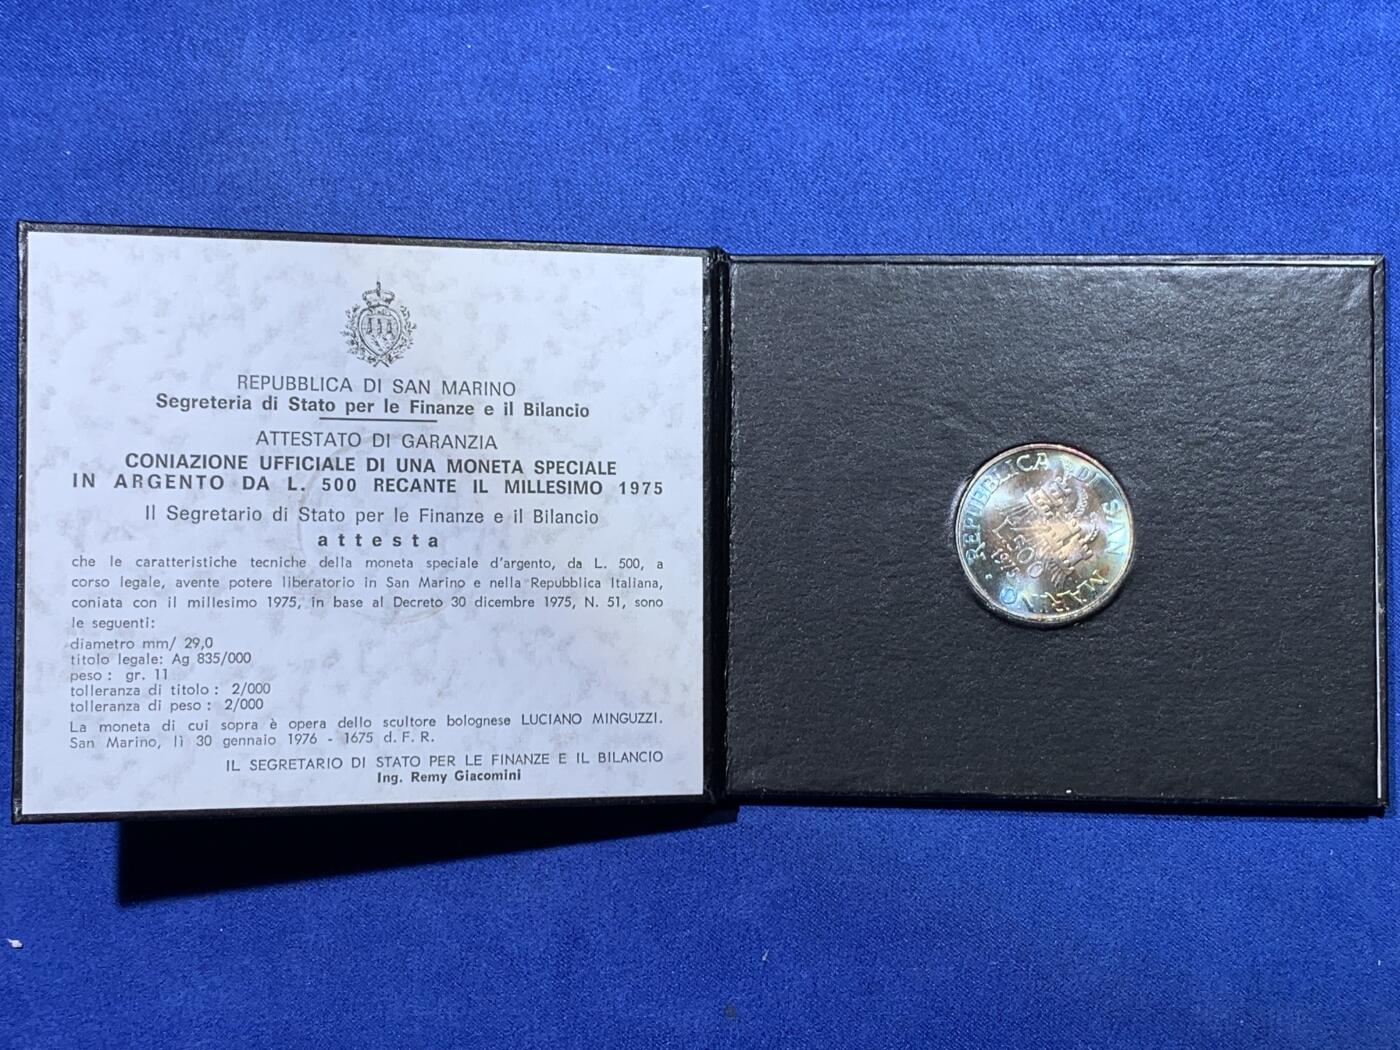 REPUBBLICA DI SAN MARINO
Segreteria di Stato per le Finanze e il Bilancio
ATTESTATO DI GARANZIA
CONIAZIONE UFFICIALE DI UNA MONETA SPECIALE
IN ARGENTO DA L. 500 RECANTE IL MILLESIMO 1975
Il Segretario di Stato per le Finanze e il Bilancio
attesta
che le caratteristiche tecniche della moneta speciale d'argento, da L. 500, a
corso legale, avente potere liberatorio in San Marino e nella Repubblica Italiana,
coniata con il millesimo 1975, in base al Decreto 30 dicembre 1975, N. 51, sono
le seguenti:
diametro mm/ 29,0
titolo legale: Ag 835/000
peso : gr. 11
tolleranza di titolo : 2/000
tolleranza di peso : 2/000
La moneta di cui sopra è opera dello scultore bolognese LUCIANO MINGUZZI.
San Marino, lì 30 gennaio 1976 - 1675 d. F. R.
IL SEGRETARIO DI STATO PER LE FINANZE E IL BILANCIO
Ing. Remy Giacomini
REPUBBLICA DI SAN MARINO
L. 500
1975